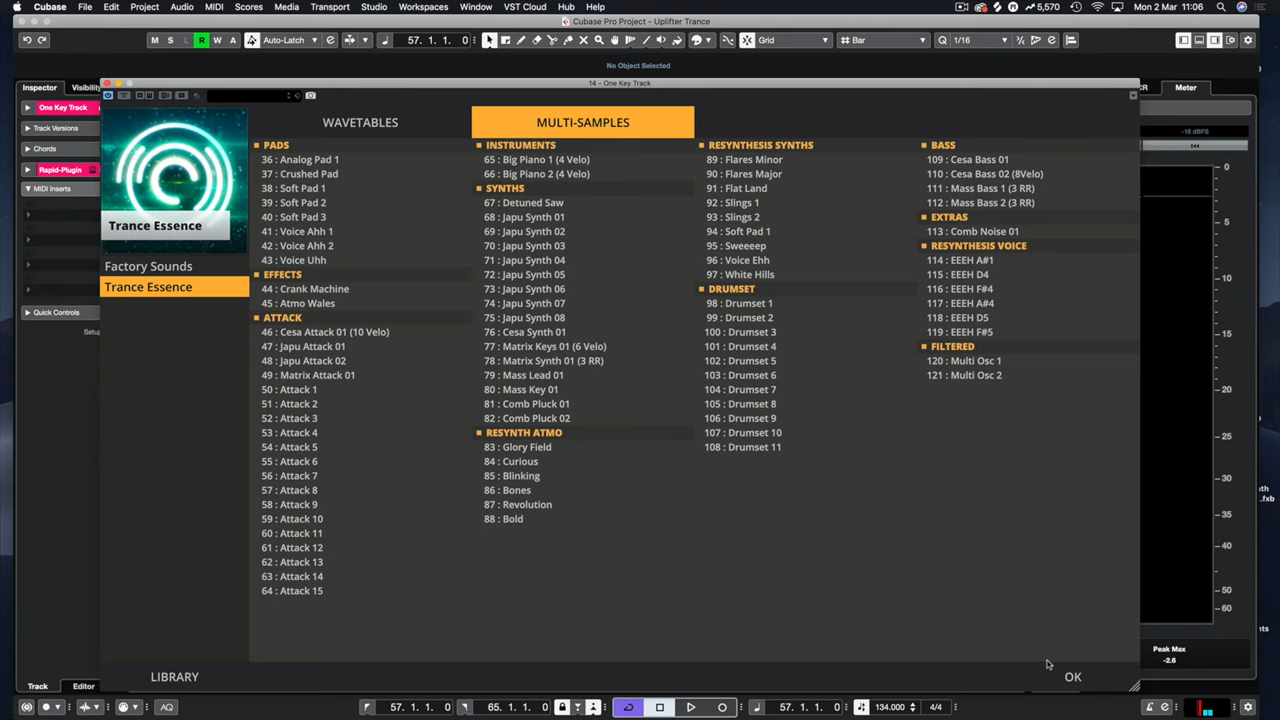 Cubase File Edit Project Audio MIDI Scores Media Transport Studio Workspaces Window VST Cloud Hub Help
5,570 Mon 2 Mar 11:06
Cubase Pro Project - Uplifter Trance
M S L R W A Auto-Latch 57. 1. 1. 0 Grid Bar Q 1/16
No Object Selected
14 - One Key Track
Inspector Visibility
One Key Track
Track Versions
Chords
Rapid-Plugin
MIDI Inserts
Quick Controls
Trance Essence
Factory Sounds
Trance Essence
WAVETABLES
MULTI-SAMPLES
PADS
36 : Analog Pad 1
37 : Crushed Pad
38 : Soft Pad 1
39 : Soft Pad 2
40 : Soft Pad 3
41 : Voice Ahh 1
42 : Voice Ahh 2
43 : Voice Uhh
EFFECTS
44 : Crank Machine
45 : Atmo Wales
ATTACK
46 : Cesa Attack 01 (10 Velo)
47 : Japu Attack 01
48 : Japu Attack 02
49 : Matrix Attack 01
50 : Attack 1
51 : Attack 2
52 : Attack 3
53 : Attack 4
54 : Attack 5
55 : Attack 6
56 : Attack 7
57 : Attack 8
58 : Attack 9
59 : Attack 10
60 : Attack 11
61 : Attack 12
62 : Attack 13
63 : Attack 14
64 : Attack 15
INSTRUMENTS
65 : Big Piano 1 (4 Velo)
66 : Big Piano 2 (4 Velo)
SYNTHS
67 : Detuned Saw
68 : Japu Synth 01
69 : Japu Synth 02
70 : Japu Synth 03
71 : Japu Synth 04
72 : Japu Synth 05
73 : Japu Synth 06
74 : Japu Synth 07
75 : Japu Synth 08
76 : Cesa Synth 01
77 : Matrix Keys 01 (6 Velo)
78 : Matrix Synth 01 (3 RR)
79 : Mass Lead 01
80 : Mass Key 01
81 : Comb Pluck 01
82 : Comb Pluck 02
RESYNTH ATMO
83 : Glory Field
84 : Curious
85 : Blinking
86 : Bones
87 : Revolution
88 : Bold
RESYNTHESIS SYNTHS
89 : Flares Minor
90 : Flares Major
91 : Flat Land
92 : Slings 1
93 : Slings 2
94 : Soft Pad 1
95 : Sweeeep
96 : Voice Ehh
97 : White Hills
DRUMSET
98 : Drumset 1
99 : Drumset 2
100 : Drumset 3
101 : Drumset 4
102 : Drumset 5
103 : Drumset 6
104 : Drumset 7
105 : Drumset 8
106 : Drumset 9
107 : Drumset 10
108 : Drumset 11
BASS
109 : Cesa Bass 01
110 : Cesa Bass 02 (8Velo)
111 : Mass Bass 1 (3 RR)
112 : Mass Bass 2 (3 RR)
EXTRAS
113 : Comb Noise 01
RESYNTHESIS VOICE
114 : EEEH A#1
115 : EEEH D4
116 : EEEH F#4
117 : EEEH A#4
118 : EEEH D5
119 : EEEH F#5
FILTERED
120 : Multi Osc 1
121 : Multi Osc 2
LIBRARY
OK
CR Meter
-18 dBFS
0
5
10
15
20
25
30
35
40
45
50
60
Peak Max
-2.6
Track Editor
AQ 57. 1. 1. 0 65. 1. 1. 0 57. 1. 1. 0 134.000 4/4